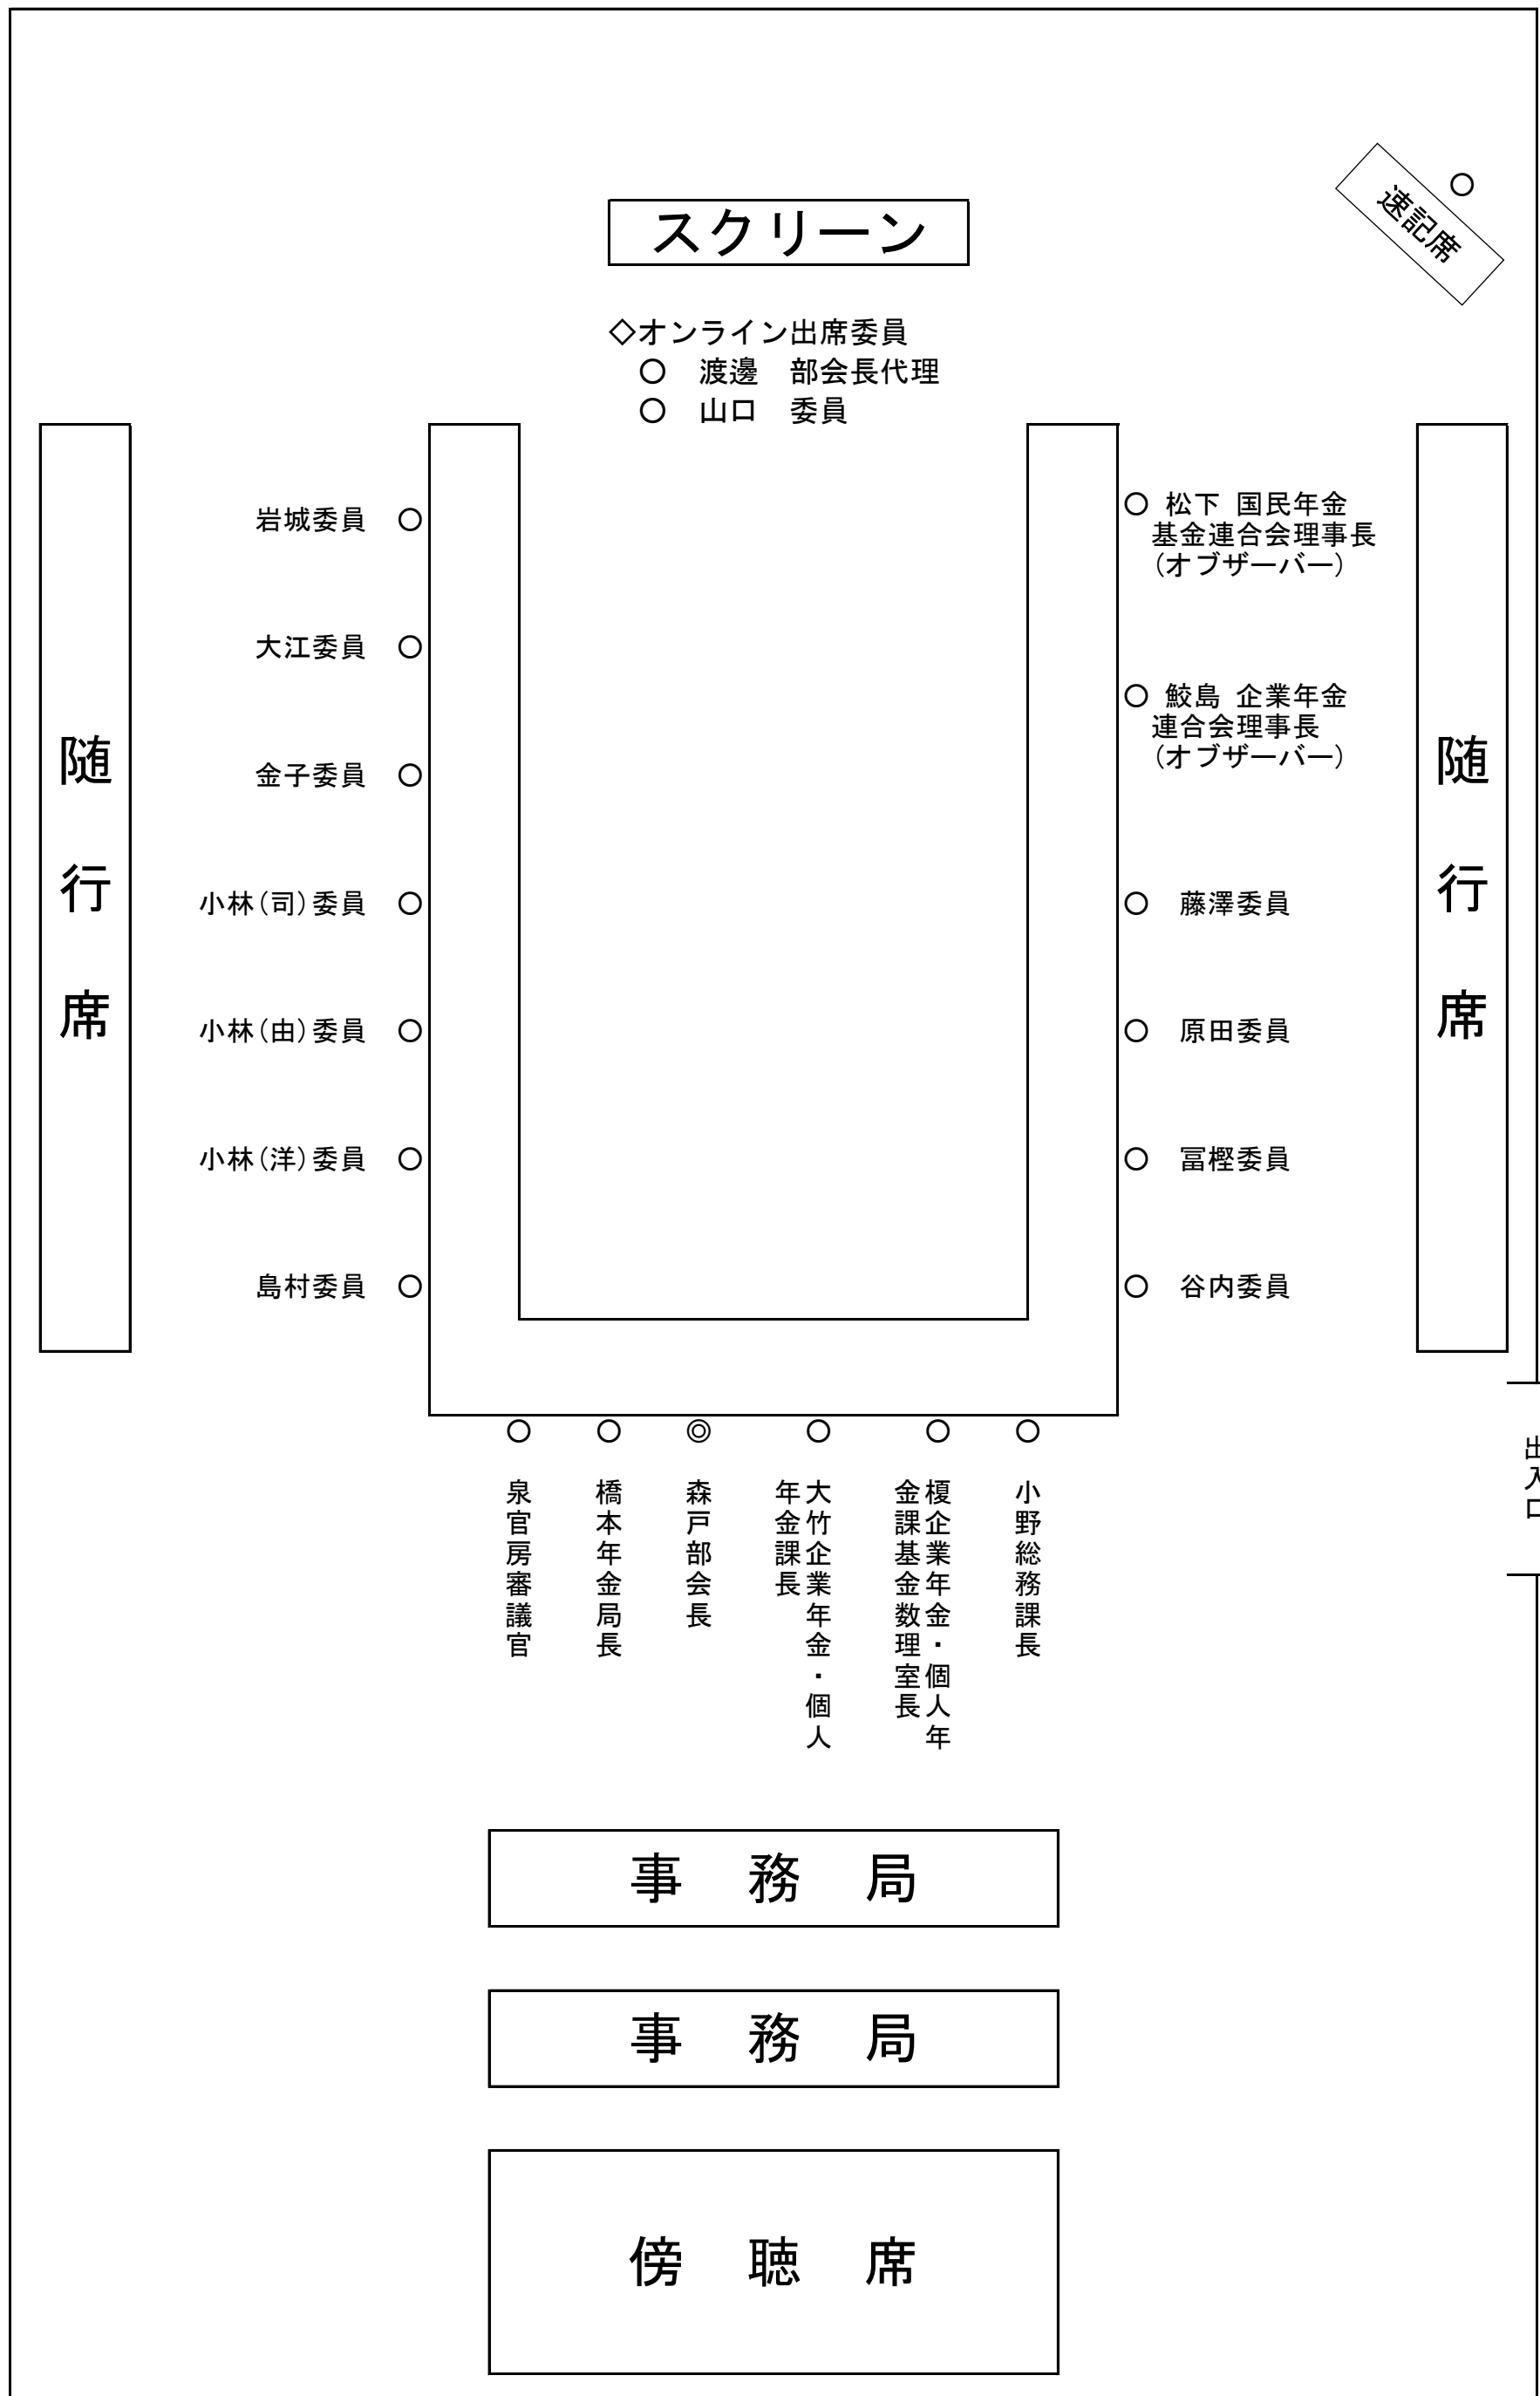 スクリーン
速記席
◇オンライン出席委員
○　渡邊　部会長代理
○　山口　委員
随行席
岩城委員　○
大江委員　○
金子委員　○
小林（司）委員　○
小林（由）委員　○
小林（洋）委員　○
島村委員　○
○ 松下 国民年金
基金連合会理事長
（オブザーバー）
○ 鮫島 企業年金
連合会理事長
（オブザーバー）
○　藤澤委員
○　原田委員
○　冨樫委員
○　谷内委員
随行席
出入口
○　泉官房審議官
○　橋本年金局長
◎　森戸部会長
○　大竹企業年金・個人
年金課長
○　榎企業年金・個人年
金課基金数理室長
○　小野総務課長
事　務　局
事　務　局
傍　聴　席